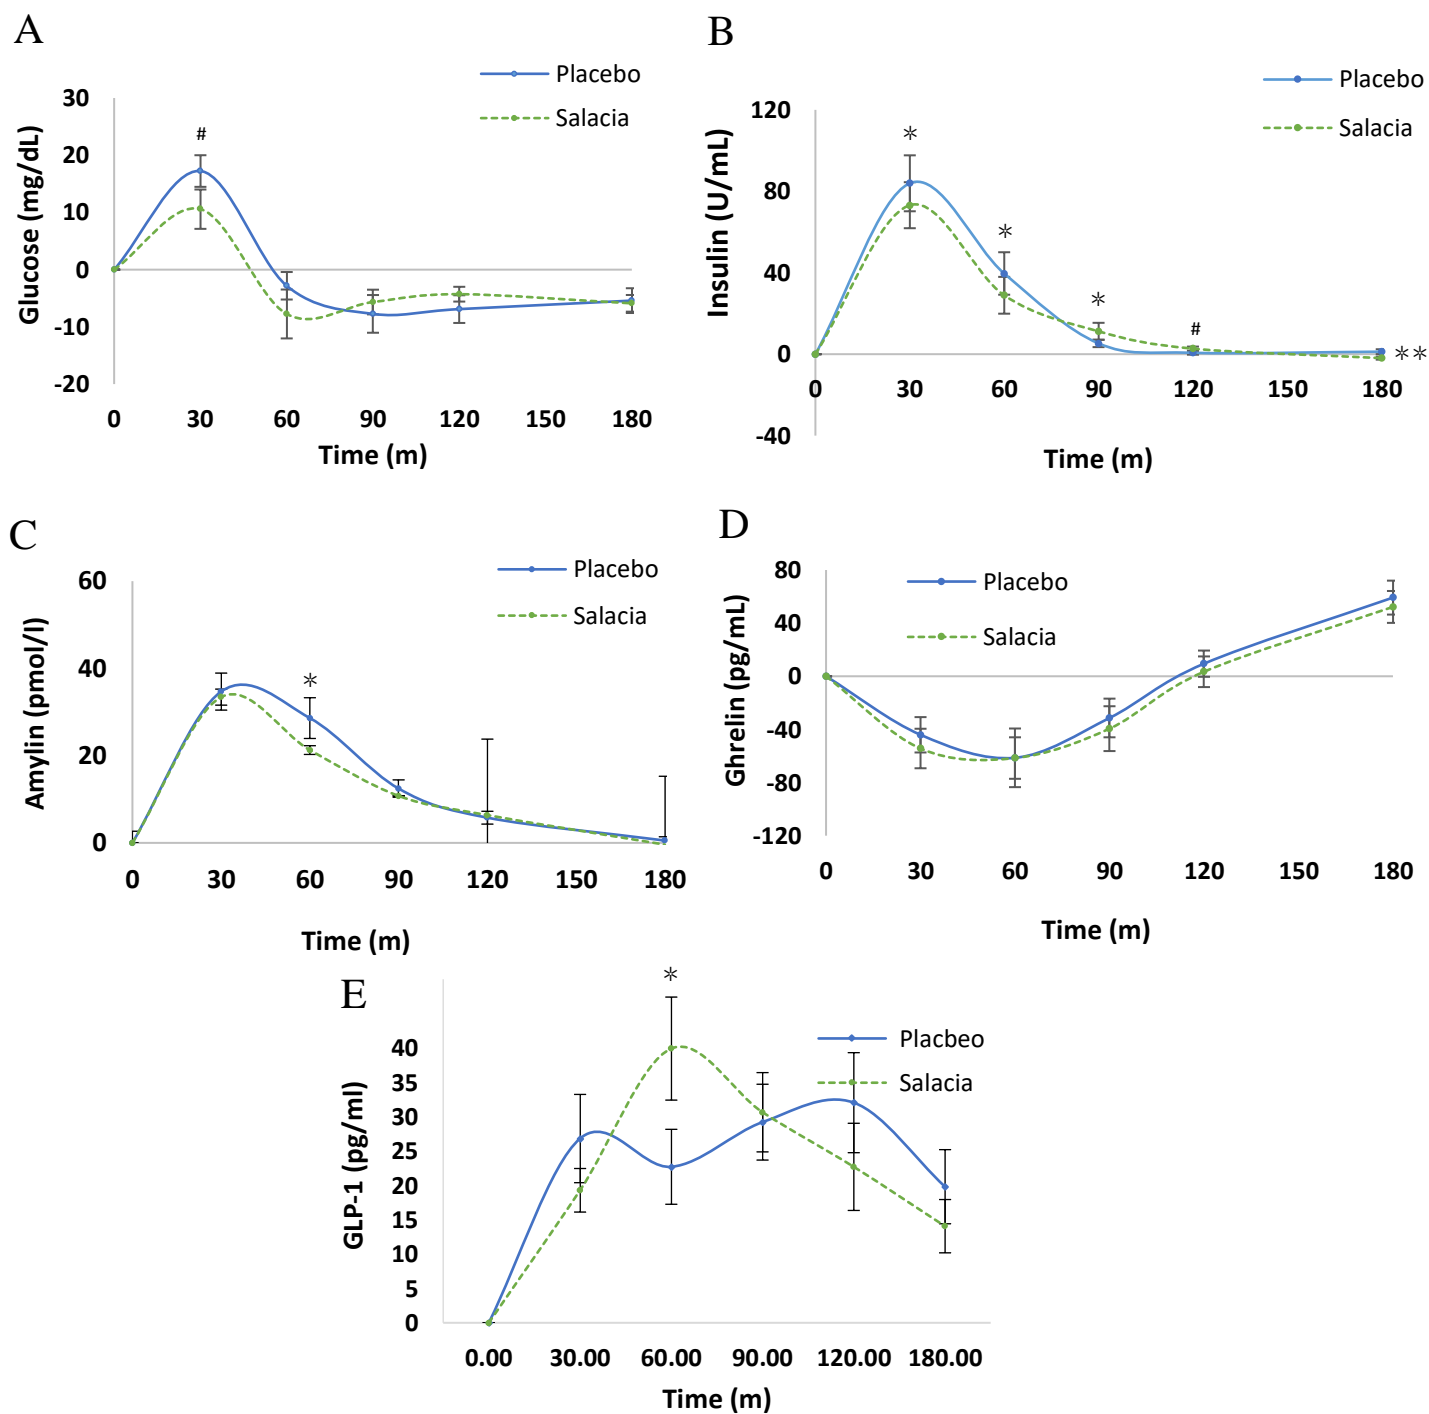 A
Placebo
Salacia
Glucose (mg/dL)
30
20
10
0
-10
-20
#
0 30 60 90 120 180
Time (m)
B
Placebo
Salacia
Insulin (U/mL)
120
80
40
0
-40
*
*
*
#
**
0 30 60 90 120 150 180
Time (m)
C
Placebo
Salacia
Amylin (pmol/l)
60
40
20
0
*
0 30 60 90 120 150 180
Time (m)
D
Placebo
Salacia
Ghrelin (pg/mL)
80
40
0
-40
-80
-120
0 30 60 90 120 150 180
Time (m)
E
Placbeo
Salacia
GLP-1 (pg/ml)
40
35
30
25
20
15
10
5
0
*
0.00 30.00 60.00 90.00 120.00 180.00
Time (m)